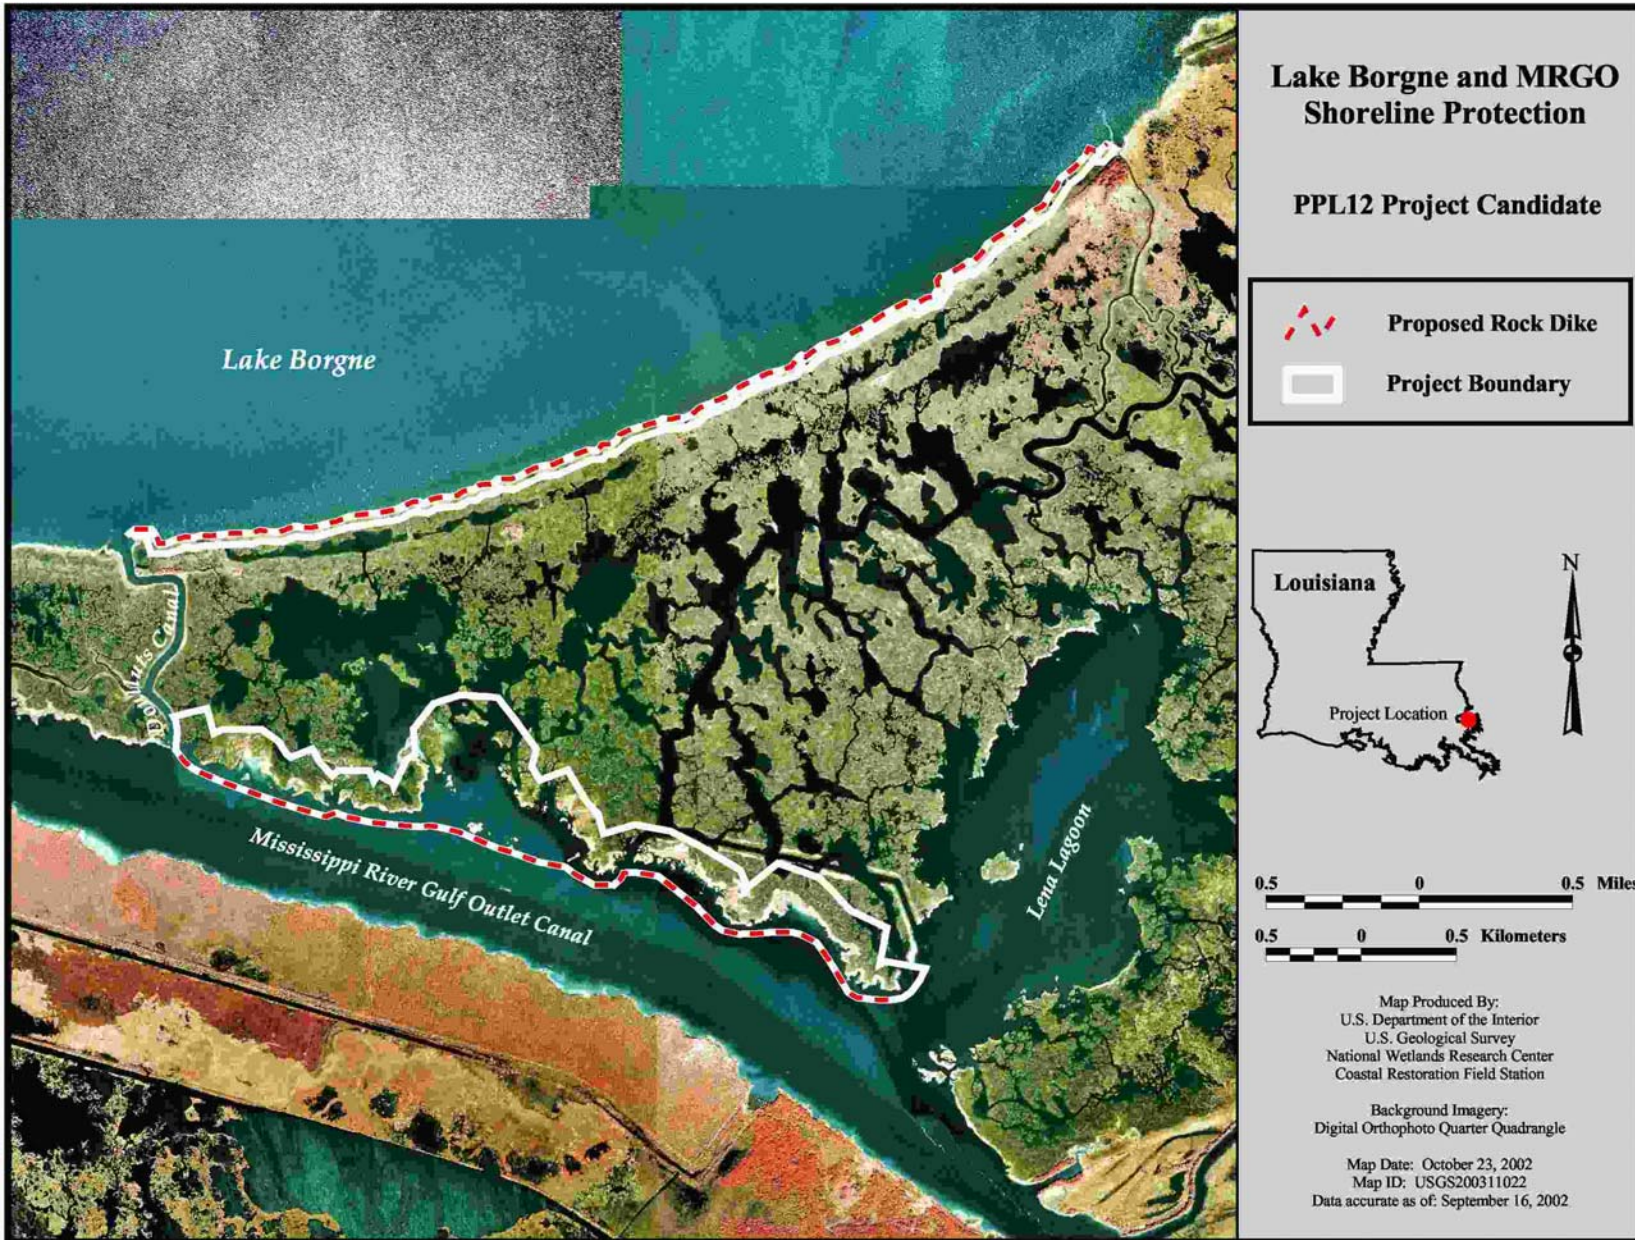 Lake Borgne and MRGO
Shoreline Protection
PPL12 Project Candidate
Proposed Rock Dike
Project Boundary
Lake Borgne
Mississippi River Gulf Outlet Canal
Lena Lagoon
Louisiana
N
Project Location
0.5 0 0.5 Miles
0.5 0 0.5 Kilometers
Map Produced By:
U.S. Department of the Interior
U.S. Geological Survey
National Wetlands Research Center
Coastal Restoration Field Station
Background Imagery:
Digital Orthophoto Quarter Quadrangle
Map Date: October 23, 2002
Map ID: USGS200311022
Data accurate as of: September 16, 2002
Canal